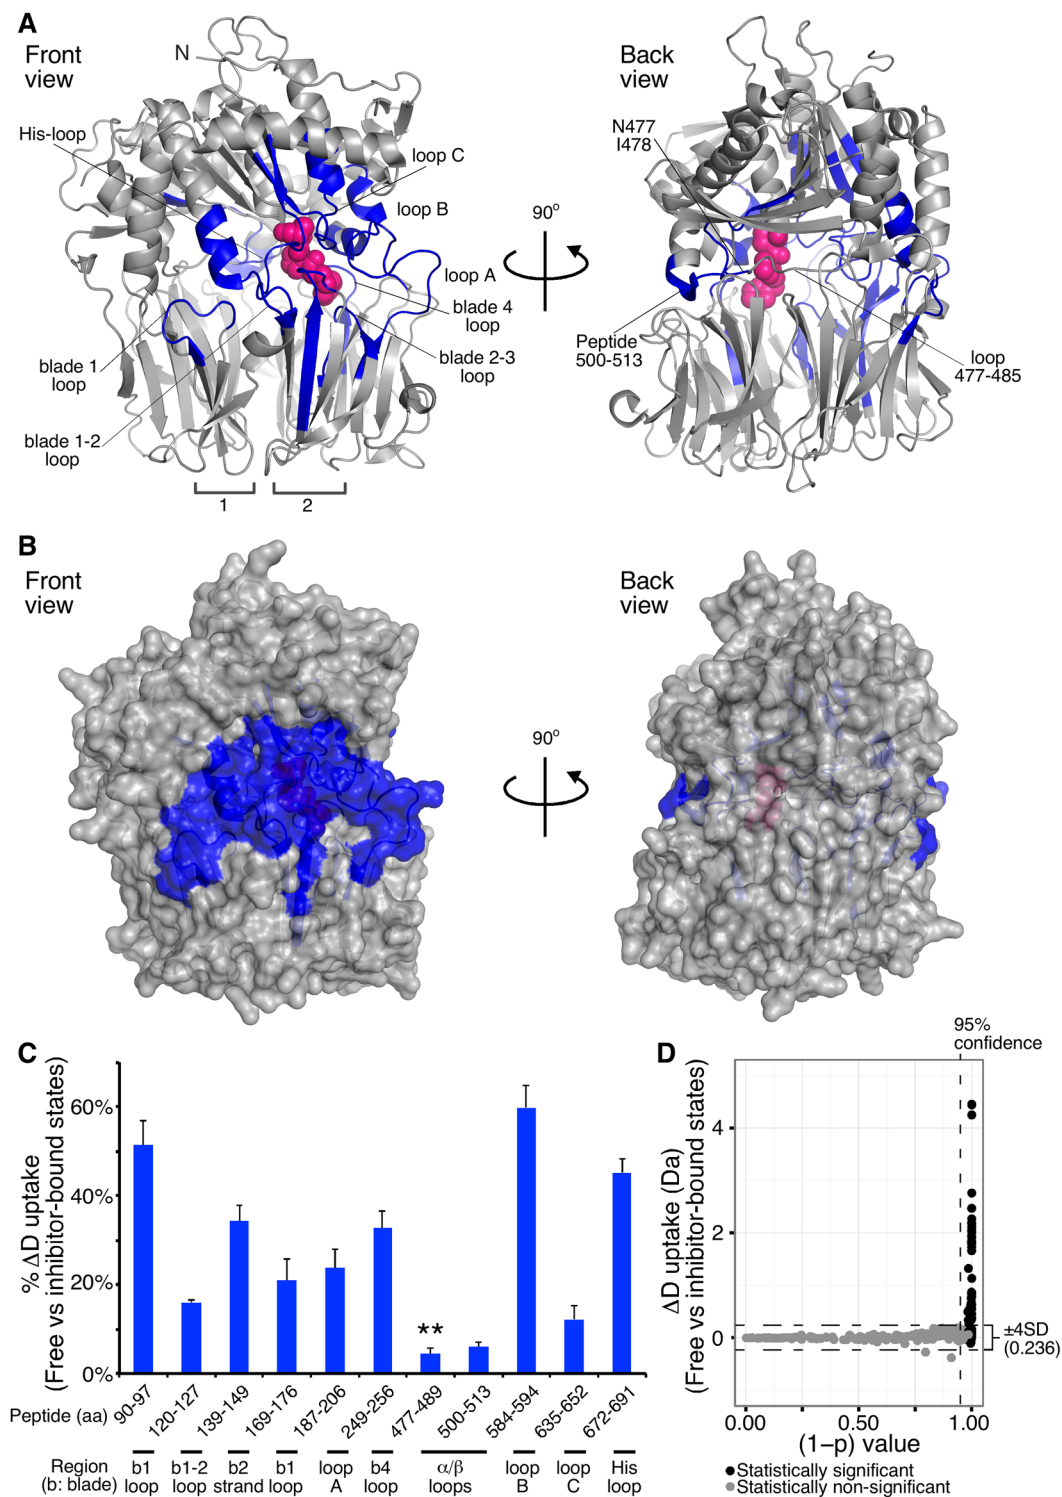 A
Front
view
N
His-loop
loop C
loop B
loop A
blade 4
loop
blade 2-3
loop
blade 1
loop
blade 1-2
loop
1
2
90°
Back
view
N477
I478
Peptide
500-513
loop
477-485
B
Front
view
90°
Back
view
C
% ΔD uptake
(Free vs inhibitor-bound states)
60%
40%
20%
0%
**
Peptide (aa)
90-97
120-127
139-149
169-176
187-206
249-256
477-489
500-513
584-594
635-652
672-691
Region
(b: blade)
b1
loop
b1-2
loop
b2
strand
b1
loop
loop
A
b4
loop
α/β
loops
loop
B
loop
C
His
loop
D
95%
confidence
ΔD uptake (Da)
(Free vs inhibitor-bound states)
4
2
0
±4SD
(0.236)
0.00
0.50
1.00
(1−p) value
Statistically significant
Statistically non-significant